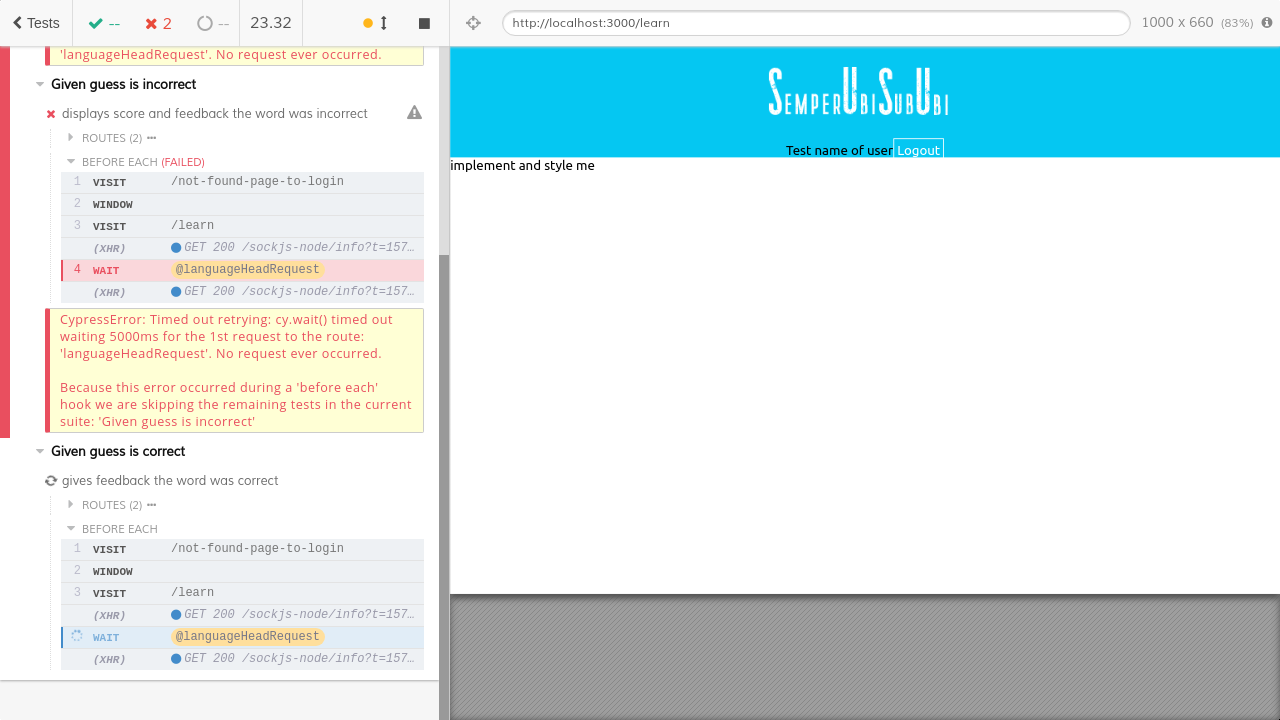 Tests -- 2 -- 23.32
http://localhost:3000/learn 1000 x 660 (83%)
'languageHeadRequest'. No request ever occurred.
Given guess is incorrect
displays score and feedback the word was incorrect
ROUTES (2)
BEFORE EACH (FAILED)
1 VISIT /not-found-page-to-login
2 WINDOW
3 VISIT /learn
(XHR) GET 200 /sockjs-node/info?t=157…
4 WAIT @languageHeadRequest
(XHR) GET 200 /sockjs-node/info?t=157…
CypressError: Timed out retrying: cy.wait() timed out
waiting 5000ms for the 1st request to the route:
'languageHeadRequest'. No request ever occurred.
Because this error occurred during a 'before each'
hook we are skipping the remaining tests in the current
suite: 'Given guess is incorrect'
Given guess is correct
gives feedback the word was correct
ROUTES (2)
BEFORE EACH
1 VISIT /not-found-page-to-login
2 WINDOW
3 VISIT /learn
(XHR) GET 200 /sockjs-node/info?t=157…
WAIT @languageHeadRequest
(XHR) GET 200 /sockjs-node/info?t=157…
SemperUbiSubUbi
Test name of user Logout
implement and style me